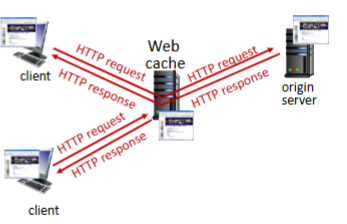 Web
cache
client
HTTP request
HTTP response
HTTP request
HTTP response
origin
server
HTTP request
HTTP response
client